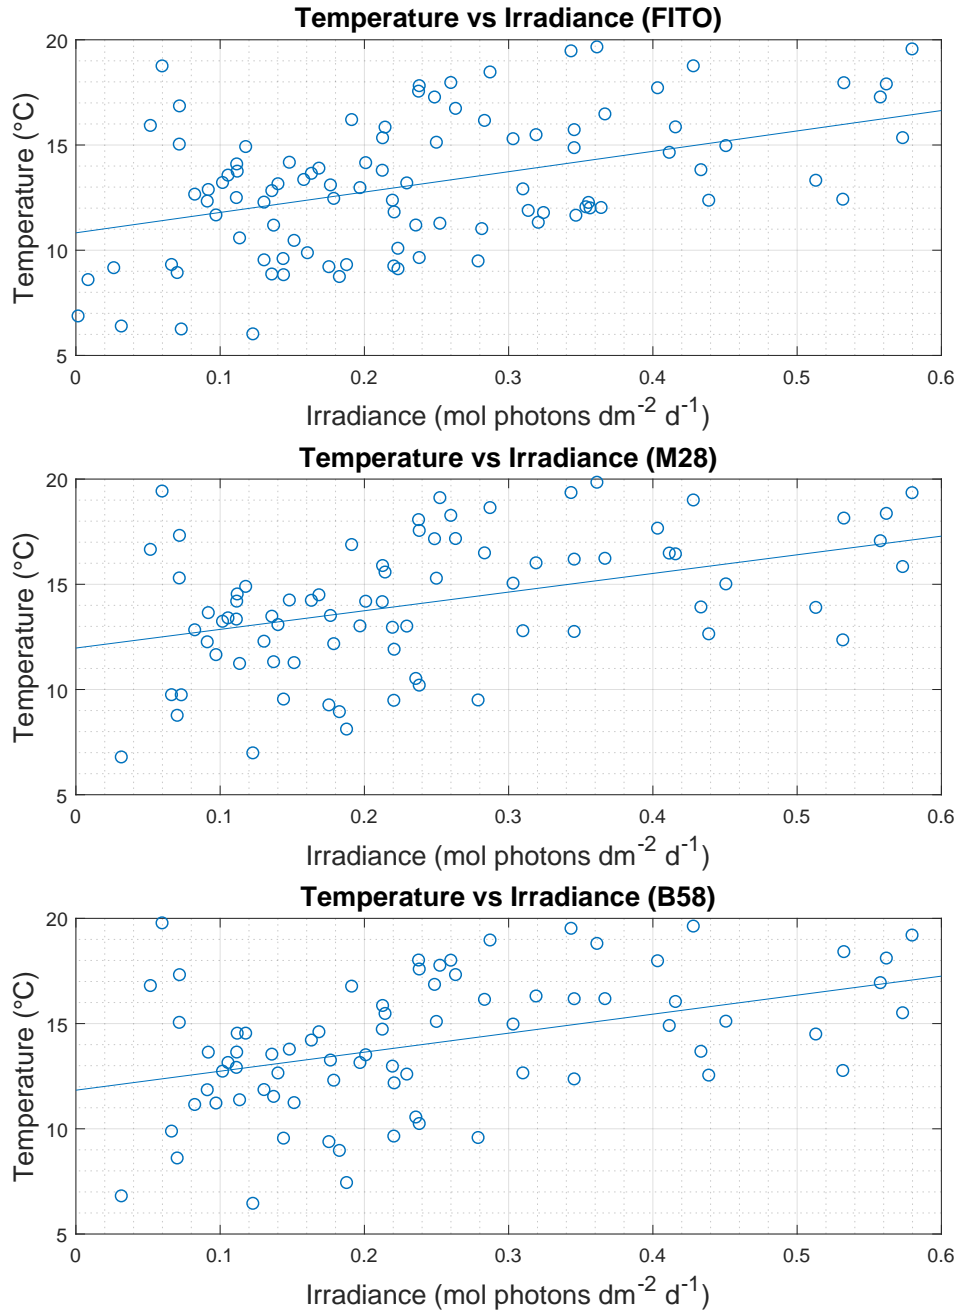 Temperature vs Irradiance (FITO)
Temperature (°C)
20
15
10
5
0 0.1 0.2 0.3 0.4 0.5 0.6
Irradiance (mol photons dm⁻² d⁻¹)
Temperature vs Irradiance (M28)
Temperature (°C)
20
15
10
5
0 0.1 0.2 0.3 0.4 0.5 0.6
Irradiance (mol photons dm⁻² d⁻¹)
Temperature vs Irradiance (B58)
Temperature (°C)
20
15
10
5
0 0.1 0.2 0.3 0.4 0.5 0.6
Irradiance (mol photons dm⁻² d⁻¹)